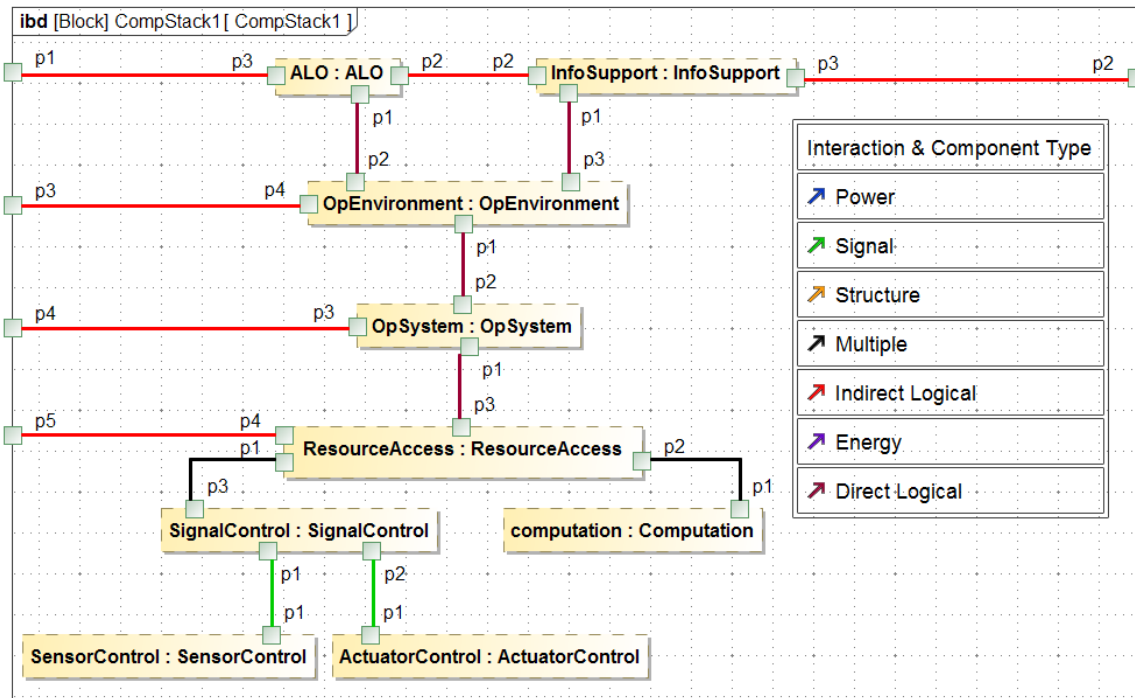 ibd [Block] CompStack1[ CompStack1 ]
p1 p3 ALO : ALO p2 p2 InfoSupport : InfoSupport p3 p2
p1 p1
p2 p3
p3 p4 OpEnvironment : OpEnvironment
p1
p2
p4 p3 OpSystem : OpSystem
p1
p3
p5 p4
p1 ResourceAccess : ResourceAccess p2
p3 p1
SignalControl : SignalControl computation : Computation
p1 p2
p1 p1
SensorControl : SensorControl ActuatorControl : ActuatorControl
Interaction & Component Type
Power
Signal
Structure
Multiple
Indirect Logical
Energy
Direct Logical